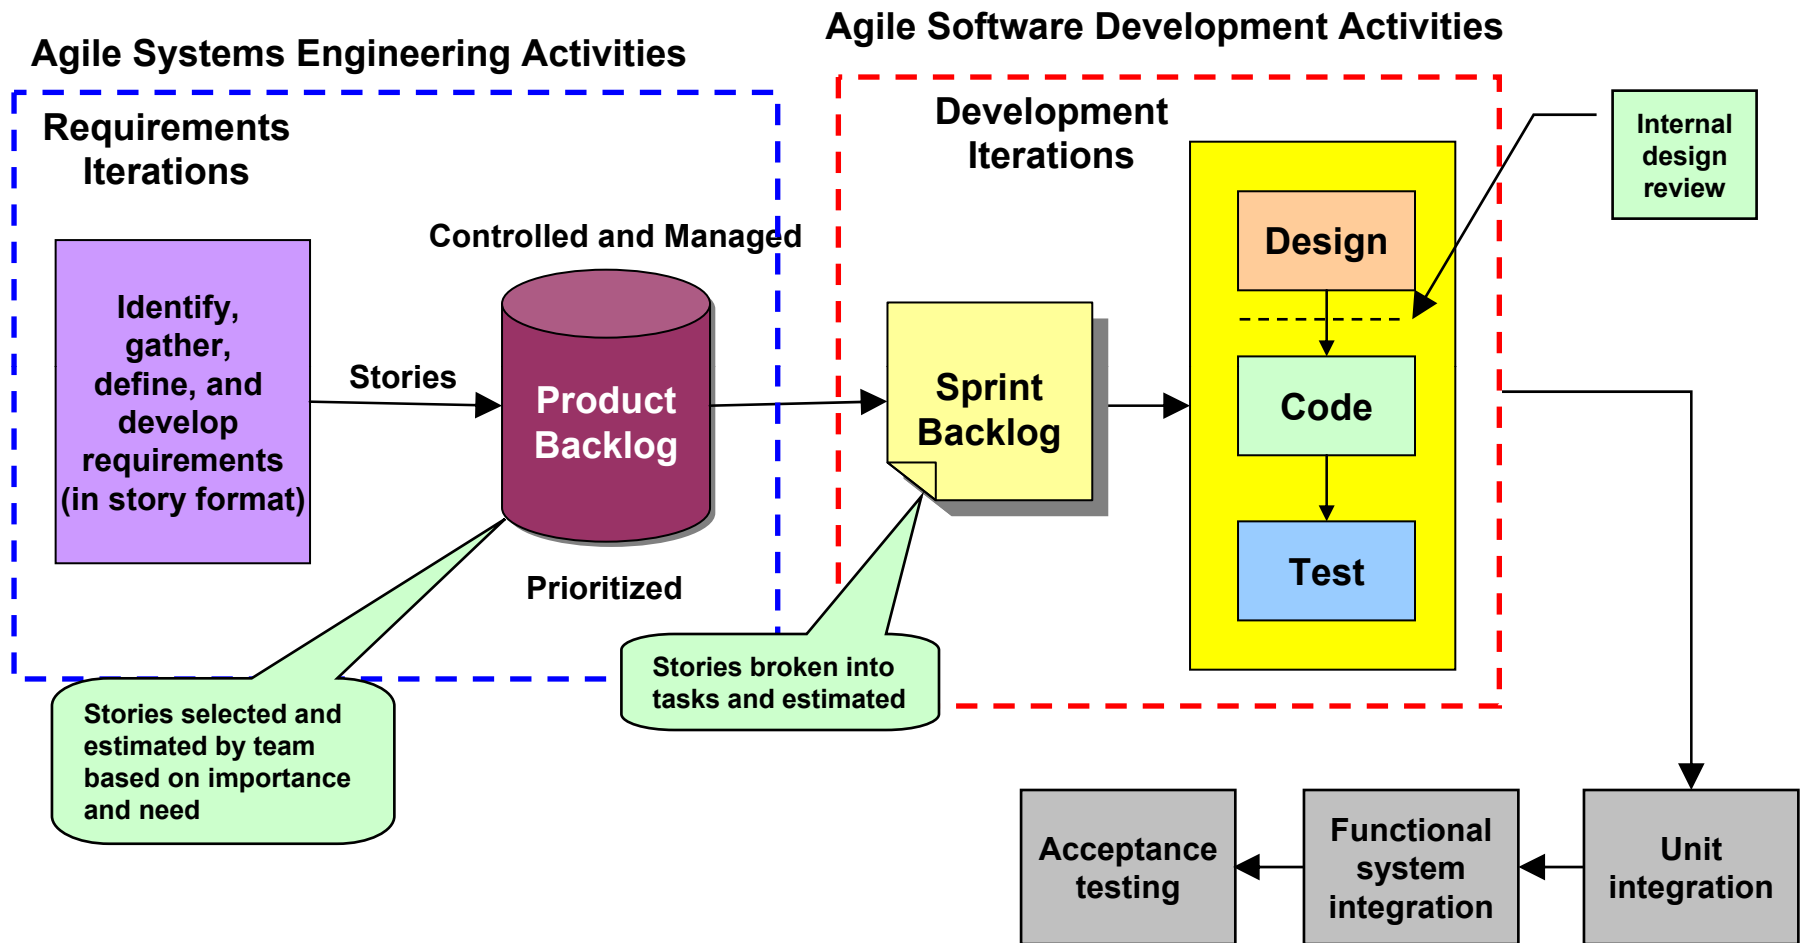 Agile Systems Engineering Activities
Agile Software Development Activities
Requirements
Iterations
Identify,
gather,
define, and
develop
requirements
(in story format)
Stories
Controlled and Managed
Product
Backlog
Prioritized
Stories selected and
estimated by team
based on importance
and need
Development
Iterations
Sprint
Backlog
Stories broken into
tasks and estimated
Design
Code
Test
Internal
design
review
Unit
integration
Functional
system
integration
Acceptance
testing